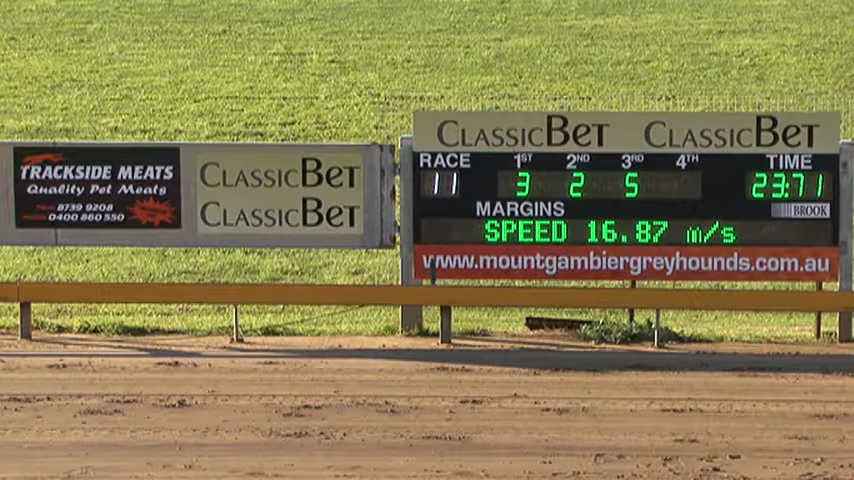 TRACKSIDE MEATS
Quality Pet Meats
8739 9208
0400 860 550
CLASSICBET
CLASSICBET
CLASSICBET CLASSICBET
RACE 1ST 2ND 3RD 4TH TIME
11 3 2 5 23:71
MARGINS BROOK
SPEED 16.87 m/s
www.mountgambiergreyhounds.com.au